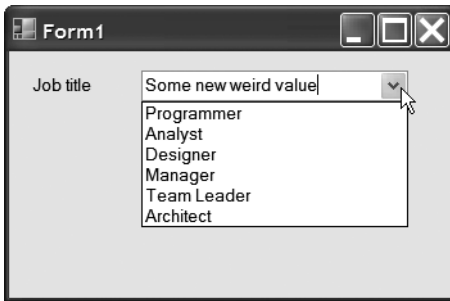 Form1
Job title Some new weird value
Programmer
Analyst
Designer
Manager
Team Leader
Architect